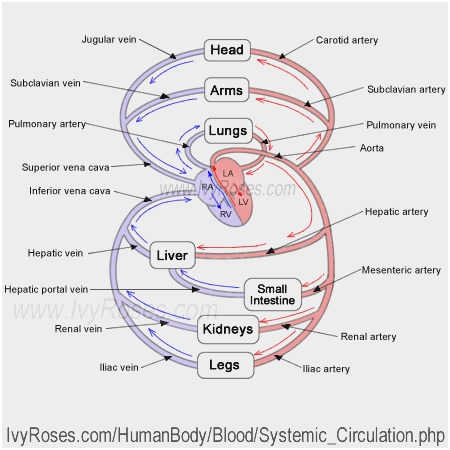 Jugular vein
Head
Carotid artery
Subclavian vein
Arms
Subclavian artery
Pulmonary artery
Lungs
Pulmonary vein
Aorta
Superior vena cava
LA
Inferior vena cava
RA
www.IvyRoses.com
LV
RV
Hepatic artery
Hepatic vein
Liver
Mesenteric artery
Hepatic portal vein
Small
Intestine
www.IvyRoses.com
Renal vein
Kidneys
Renal artery
Iliac vein
Legs
Iliac artery
IvyRoses.com/HumanBody/Blood/Systemic_Circulation.php